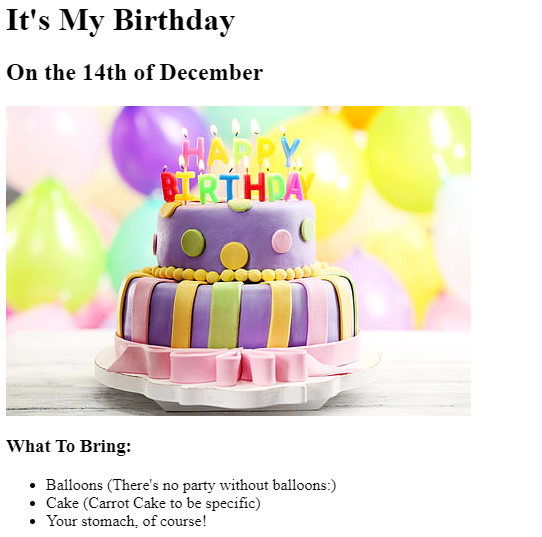 It's My Birthday
On the 14th of December
HAPPY
BIRTHDAY
What To Bring:
Balloons (There's no party without balloons:)
Cake (Carrot Cake to be specific)
Your stomach, of course!